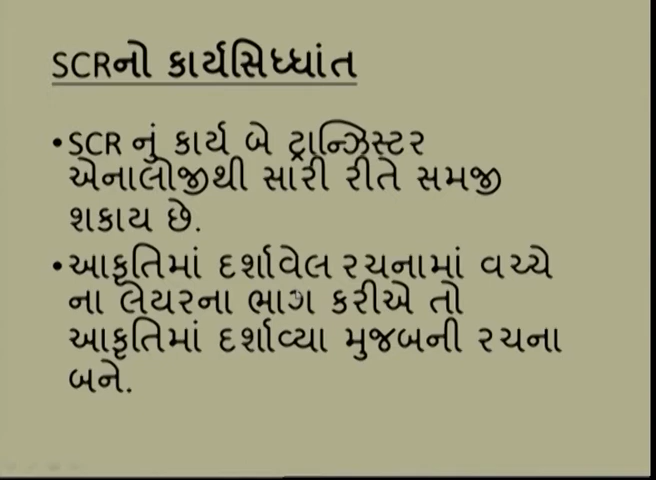 SCRનો કાર્યસિધ્ધાંત
•SCR નું કાર્ય બે ટ્રાન્ઝિસ્ટર
એનાલોજીથી સારી રીતે સમજી
શકાય છે.
•આકૃતિમાં દર્શાવેલ રચનામાં વચ્ચે
ના લેયરના ભાગ કરીએ તો
આકૃતિમાં દર્શાવ્યા મુજબની રચના
બને.